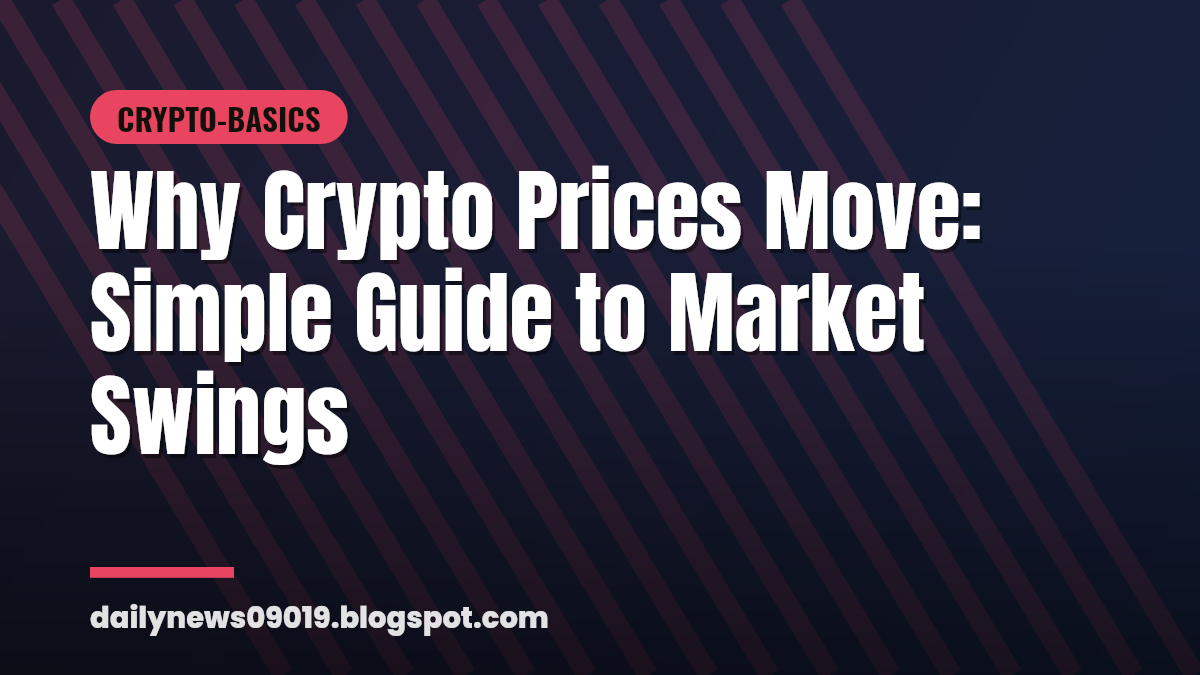 CRYPTO-BASICS
Why Crypto Prices Move:
Simple Guide to Market
Swings
dailynews09019.blogspot.com